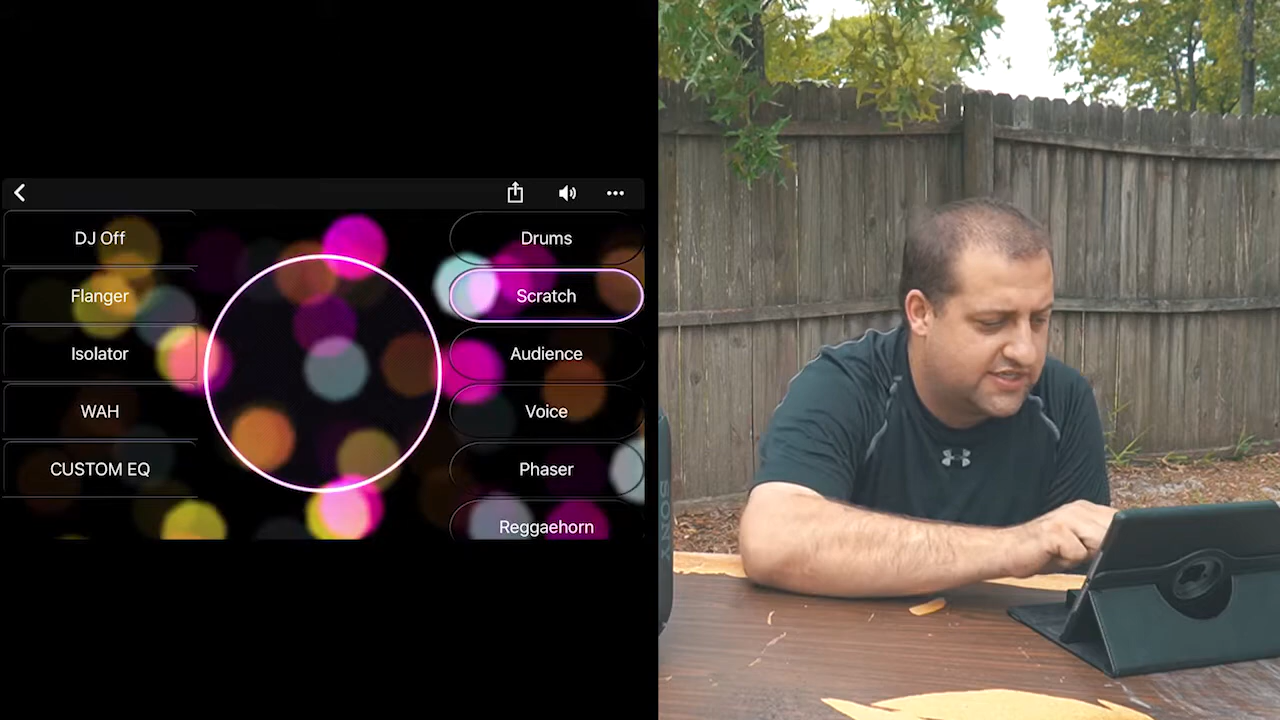 DJ Off
Flanger
Isolator
WAH
CUSTOM EQ
Drums
Scratch
Audience
Voice
Phaser
Reggaehorn
SONY